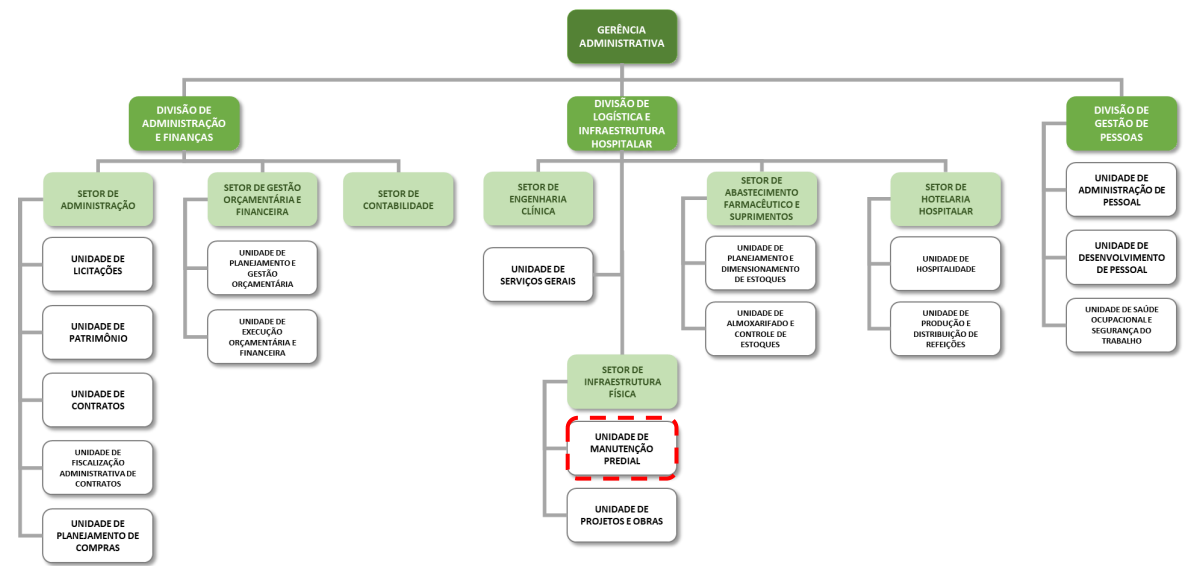 GERÊNCIA
ADMINISTRATIVA
DIVISÃO DE
ADMINISTRAÇÃO
E FINANÇAS
DIVISÃO DE
LOGÍSTICA E
INFRAESTRUTURA
HOSPITALAR
DIVISÃO DE
GESTÃO DE
PESSOAS
SETOR DE
ADMINISTRAÇÃO
UNIDADE DE
LICITAÇÕES
UNIDADE DE
PATRIMÔNIO
UNIDADE DE
CONTRATOS
UNIDADE DE
FISCALIZAÇÃO
ADMINISTRATIVA DE
CONTRATOS
UNIDADE DE
PLANEJAMENTO DE
COMPRAS
SETOR DE GESTÃO
ORÇAMENTÁRIA E
FINANCEIRA
UNIDADE DE
PLANEJAMENTO E
GESTÃO
ORÇAMENTÁRIA
UNIDADE DE
EXECUÇÃO
ORÇAMENTÁRIA E
FINANCEIRA
SETOR DE
CONTABILIDADE
SETOR DE
ENGENHARIA
CLÍNICA
UNIDADE DE
SERVIÇOS GERAIS
SETOR DE
INFRAESTRUTURA
FÍSICA
UNIDADE DE
MANUTENÇÃO
PREDIAL
UNIDADE DE
PROJETOS E OBRAS
SETOR DE
ABASTECIMENTO
FARMACÊUTICO E
SUPRIMENTOS
UNIDADE DE
PLANEJAMENTO E
DIMENSIONAMENTO
DE ESTOQUES
UNIDADE DE
ALMOXARIFADO E
CONTROLE DE
ESTOQUES
SETOR DE
HOTELARIA
HOSPITALAR
UNIDADE DE
HOSPITALIDADE
UNIDADE DE
PRODUÇÃO E
DISTRIBUIÇÃO DE
REFEIÇÕES
UNIDADE DE
ADMINISTRAÇÃO DE
PESSOAL
UNIDADE DE
DESENVOLVIMENTO
DE PESSOAL
UNIDADE DE SAÚDE
OCUPACIONAL E
SEGURANÇA DO
TRABALHO